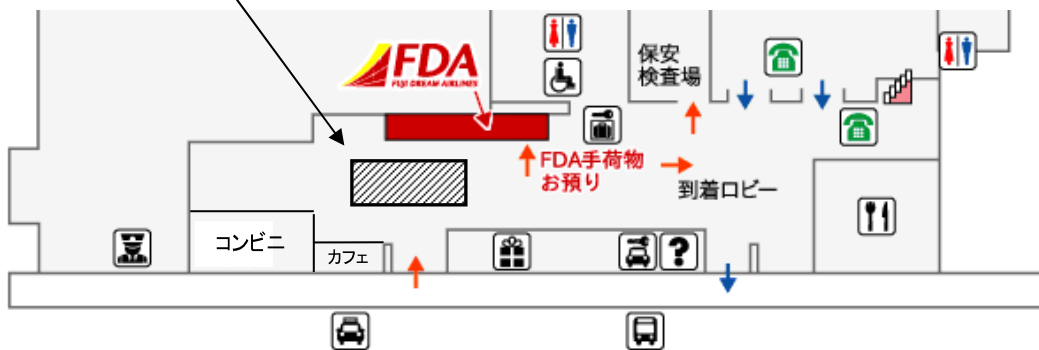 FDA
FUJI DREAM AIRLINES
保安
検査場
FDA手荷物
お預り
到着ロビー
コンビニ
カフェ
?